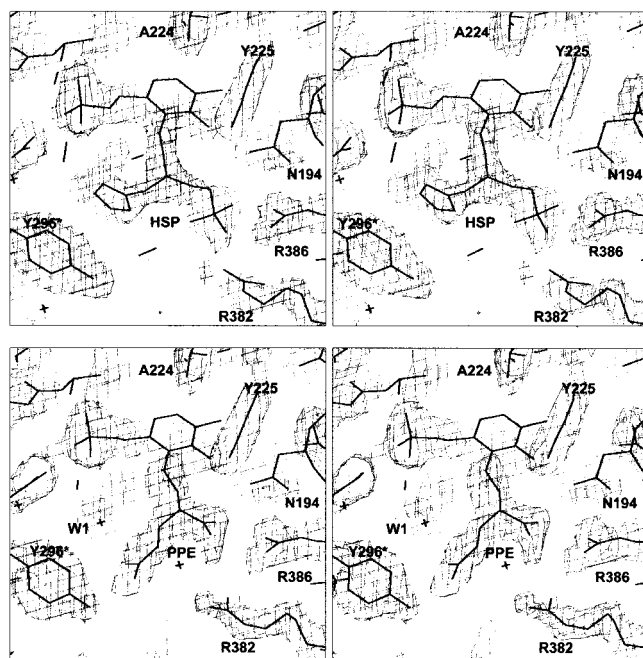 A224 A224
Y225 Y225
N194 N194
HSP HSP
Y296* Y296*
R386 R386
R382 R382
A224 A224
Y225 Y225
N194 N194
W1 W1
Y296* PPE Y296* PPE
R386 R386
R382 R382